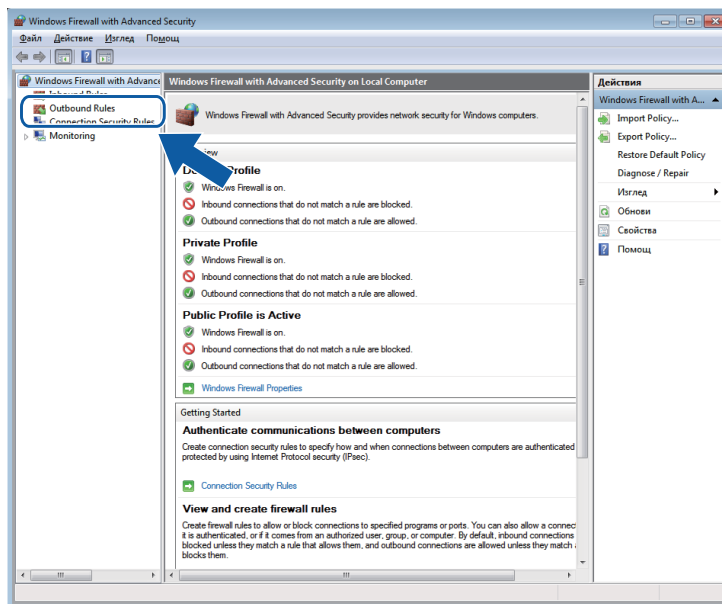 Windows Firewall with Advanced Security
Файл Действие Изглед Помощ
Windows Firewall with Advance
Inbound Rules
Outbound Rules
Connection Security Rules
Monitoring
Windows Firewall with Advanced Security on Local Computer
Windows Firewall with Advanced Security provides network security for Windows computers.
Profile
Windows Firewall is on.
Inbound connections that do not match a rule are blocked.
Outbound connections that do not match a rule are allowed.
Private Profile
Windows Firewall is on.
Inbound connections that do not match a rule are blocked.
Outbound connections that do not match a rule are allowed.
Public Profile is Active
Windows Firewall is on.
Inbound connections that do not match a rule are blocked.
Outbound connections that do not match a rule are allowed.
Windows Firewall Properties
Getting Started
Authenticate communications between computers
Create connection security rules to specify how and when connections between computers are authenticated
protected by using Internet Protocol security (IPsec).
Connection Security Rules
View and create firewall rules
Create firewall rules to allow or block connections to specified programs or ports. You can also allow a connec
it is authenticated, or if it comes from an authorized user, group, or computer. By default, inbound connections
blocked unless they match a rule that allows them, and outbound connections are allowed unless they match
blocks them.
Действия
Windows Firewall with A...
Import Policy...
Export Policy...
Restore Default Policy
Diagnose / Repair
Изглед
Обнови
Свойства
Помощ